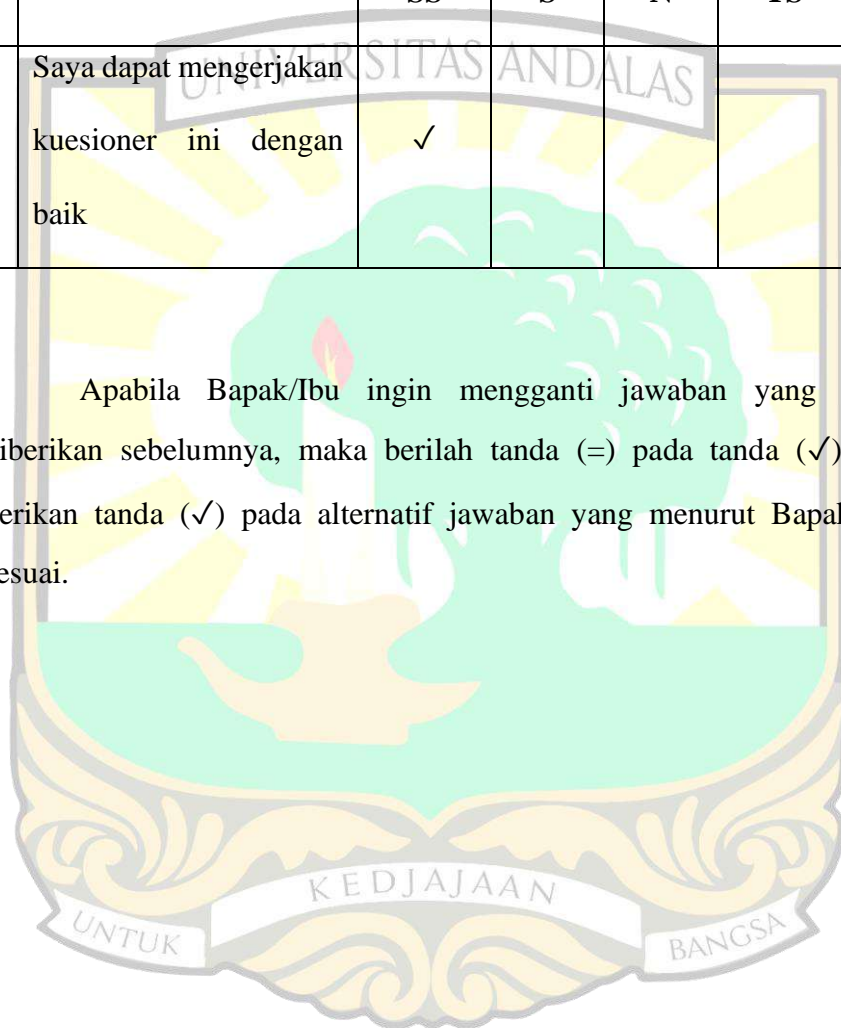 SS S N TS
UNIVERSITAS ANDALAS
Saya dapat mengerjakan
kuesioner ini dengan
✓
baik
Apabila Bapak/Ibu ingin mengganti jawaban yang
iberikan sebelumnya, maka berilah tanda (=) pada tanda (✓)
erikan tanda (✓) pada alternatif jawaban yang menurut Bapak
esuai.
KEDJAJAAN
UNTUK
BANGSA